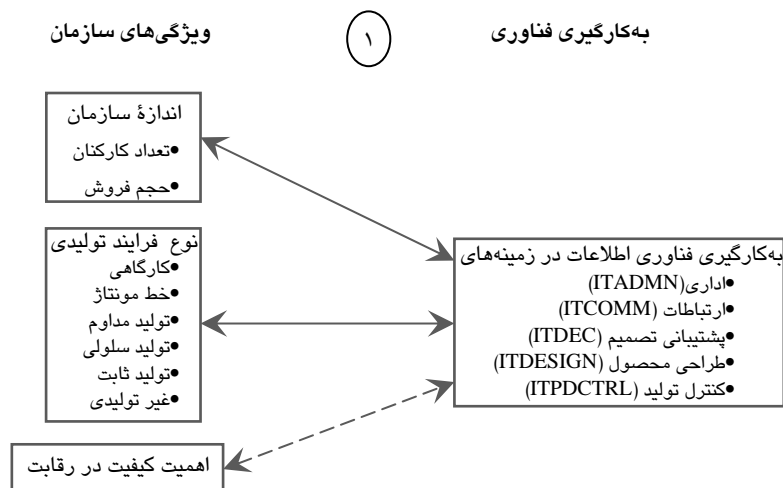 به‌کارگیری فناوری
۱
ویژگی‌های سازمان
اندازهٔ سازمان
•تعداد کارکنان
•حجم فروش
نوع فرایند تولیدی
•کارگاهی
•خط مونتاژ
•تولید مداوم
•تولید سلولی
•تولید ثابت
•غیر تولیدی
اهمیت کیفیت در رقابت
به‌کارگیری فناوری اطلاعات در زمینه‌های
•اداری(ITADMN)
•ارتباطات (ITCOMM)
•پشتیبانی تصمیم (ITDEC)
•طراحی محصول (ITDESIGN)
•کنترل تولید (ITPDCTRL)